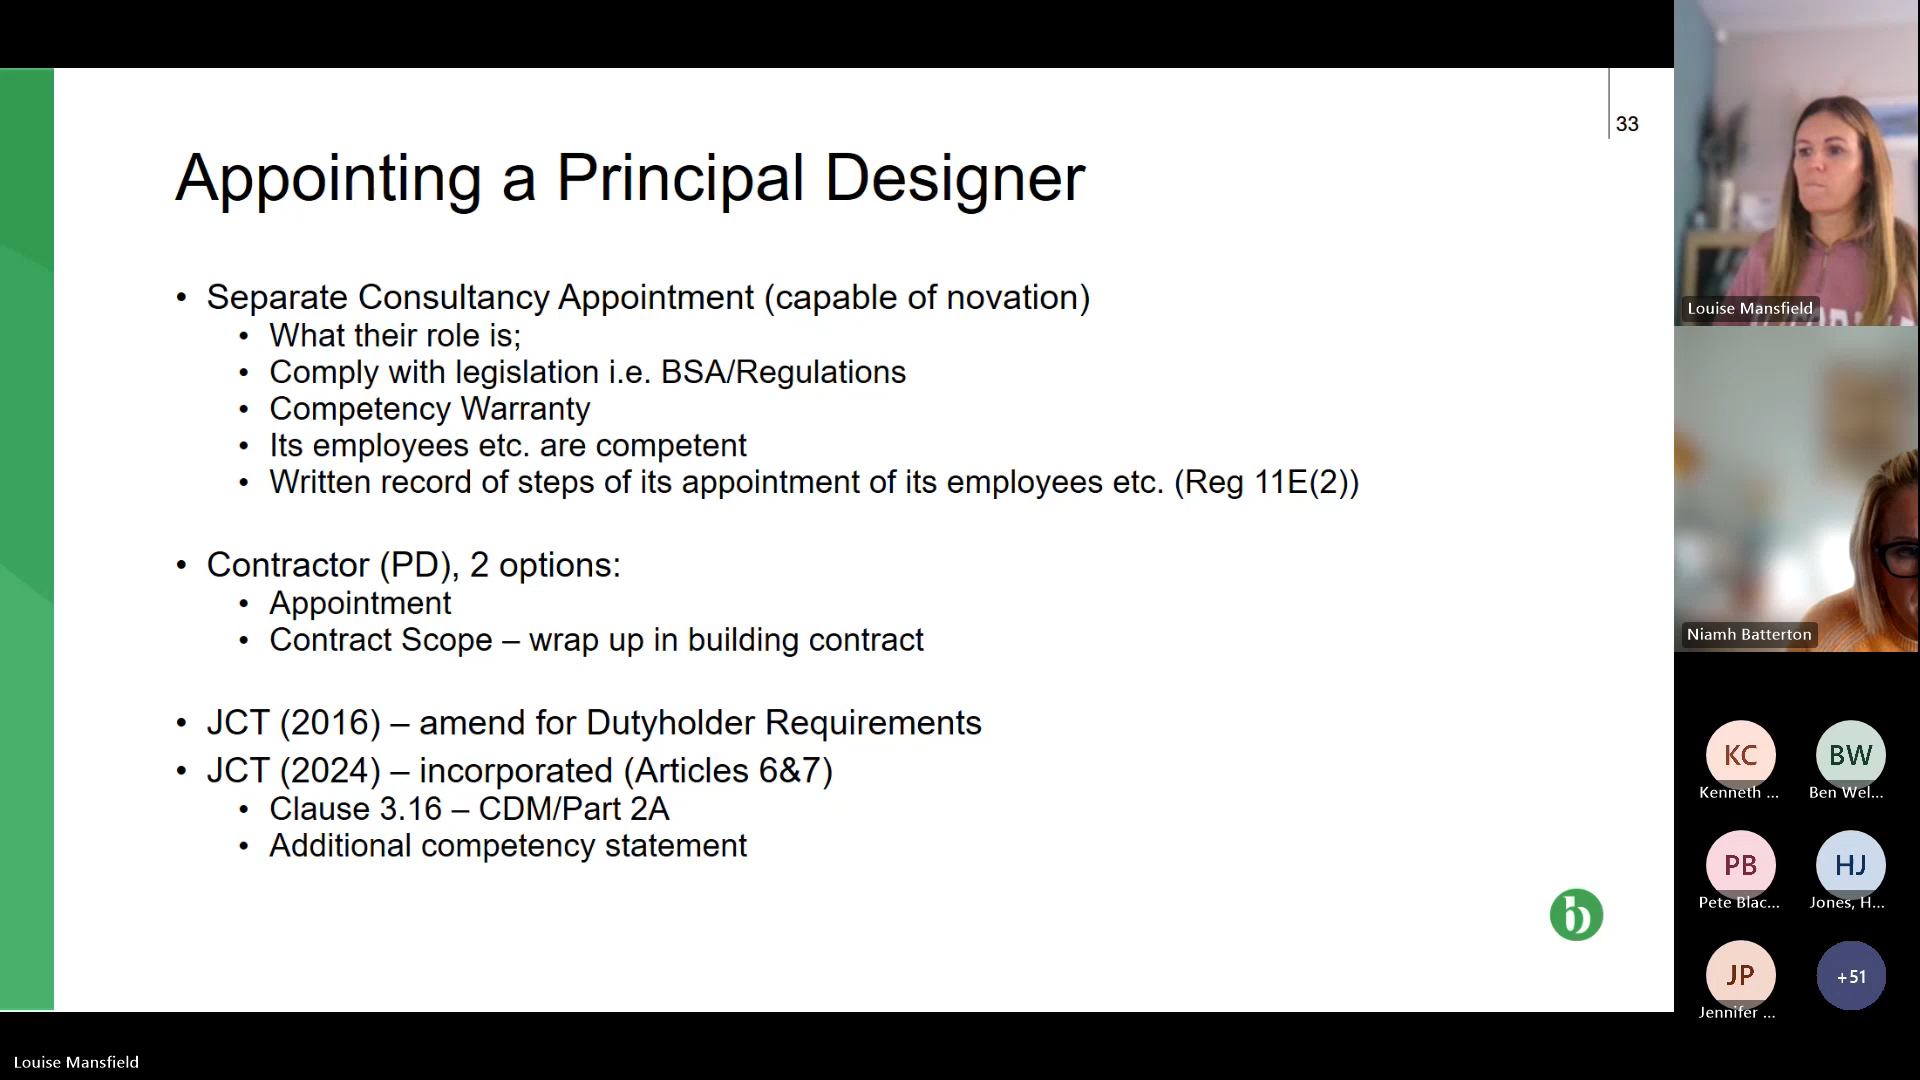 33
Appointing a Principal Designer
• Separate Consultancy Appointment (capable of novation)
• What their role is;
• Comply with legislation i.e. BSA/Regulations
• Competency Warranty
• Its employees etc. are competent
• Written record of steps of its appointment of its employees etc. (Reg 11E(2))
• Contractor (PD), 2 options:
• Appointment
• Contract Scope – wrap up in building contract
• JCT (2016) – amend for Dutyholder Requirements
• JCT (2024) – incorporated (Articles 6&7)
• Clause 3.16 – CDM/Part 2A
• Additional competency statement
b
Louise Mansfield
Louise Mansfield
Niamh Batterton
KC
Kenneth ...
BW
Ben Wel...
PB
Pete Blac...
HJ
Jones, H...
JP
Jennifer ...
+51